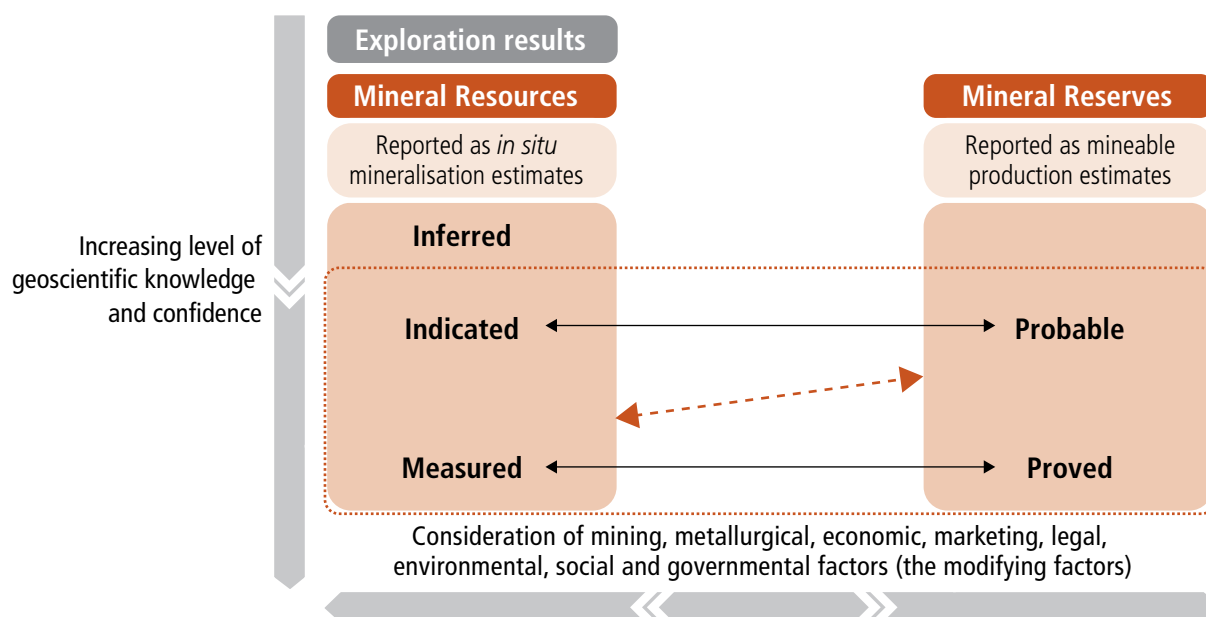 Exploration results
Mineral Resources
Mineral Reserves
Reported as in situ
mineralisation estimates
Reported as mineable
production estimates
Increasing level of
geoscientific knowledge
and confidence
Inferred
Indicated
Probable
Measured
Proved
Consideration of mining, metallurgical, economic, marketing, legal,
environmental, social and governmental factors (the modifying factors)